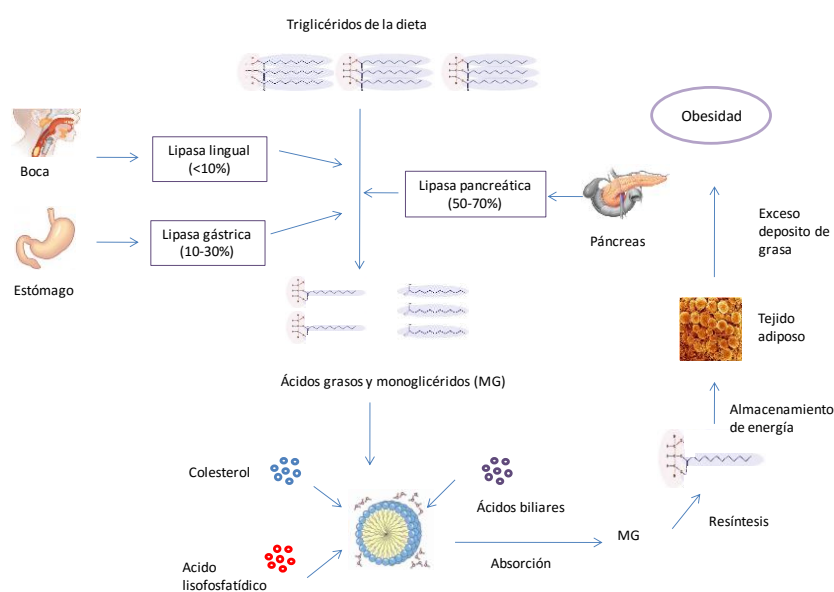 Triglicéridos de la dieta
Obesidad
Lipasa lingual
(<10%)
Boca
Lipasa pancreática
(50-70%)
Lipasa gástrica
(10-30%)
Páncreas
Estómago
Exceso
deposito de
grasa
Tejido
adiposo
Ácidos grasos y monoglicéridos (MG)
Almacenamiento
de energía
Colesterol
Ácidos biliares
MG
Resíntesis
Absorción
Acido
lisofosfatídico